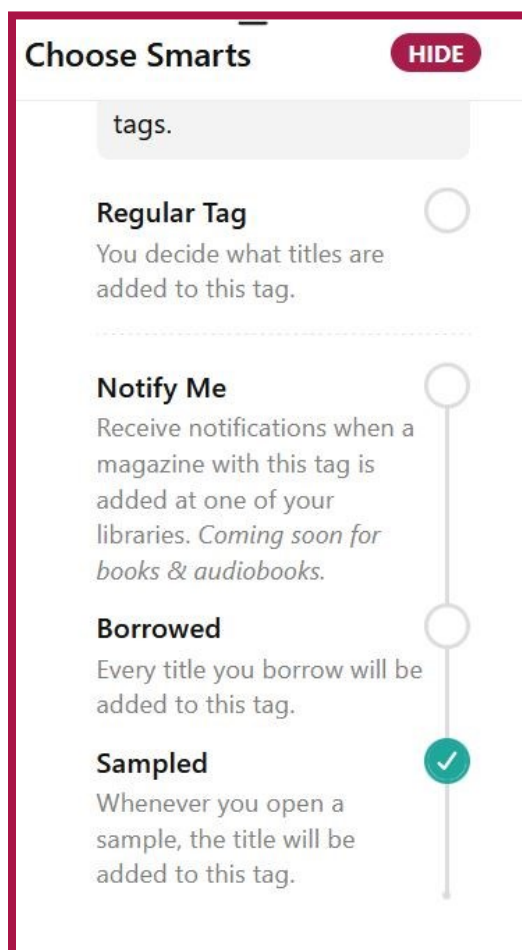 Choose Smarts
HIDE
tags.
Regular Tag
You decide what titles are
added to this tag.
Notify Me
Receive notifications when a
magazine with this tag is
added at one of your
libraries. Coming soon for
books & audiobooks.
Borrowed
Every title you borrow will be
added to this tag.
Sampled
Whenever you open a
sample, the title will be
added to this tag.